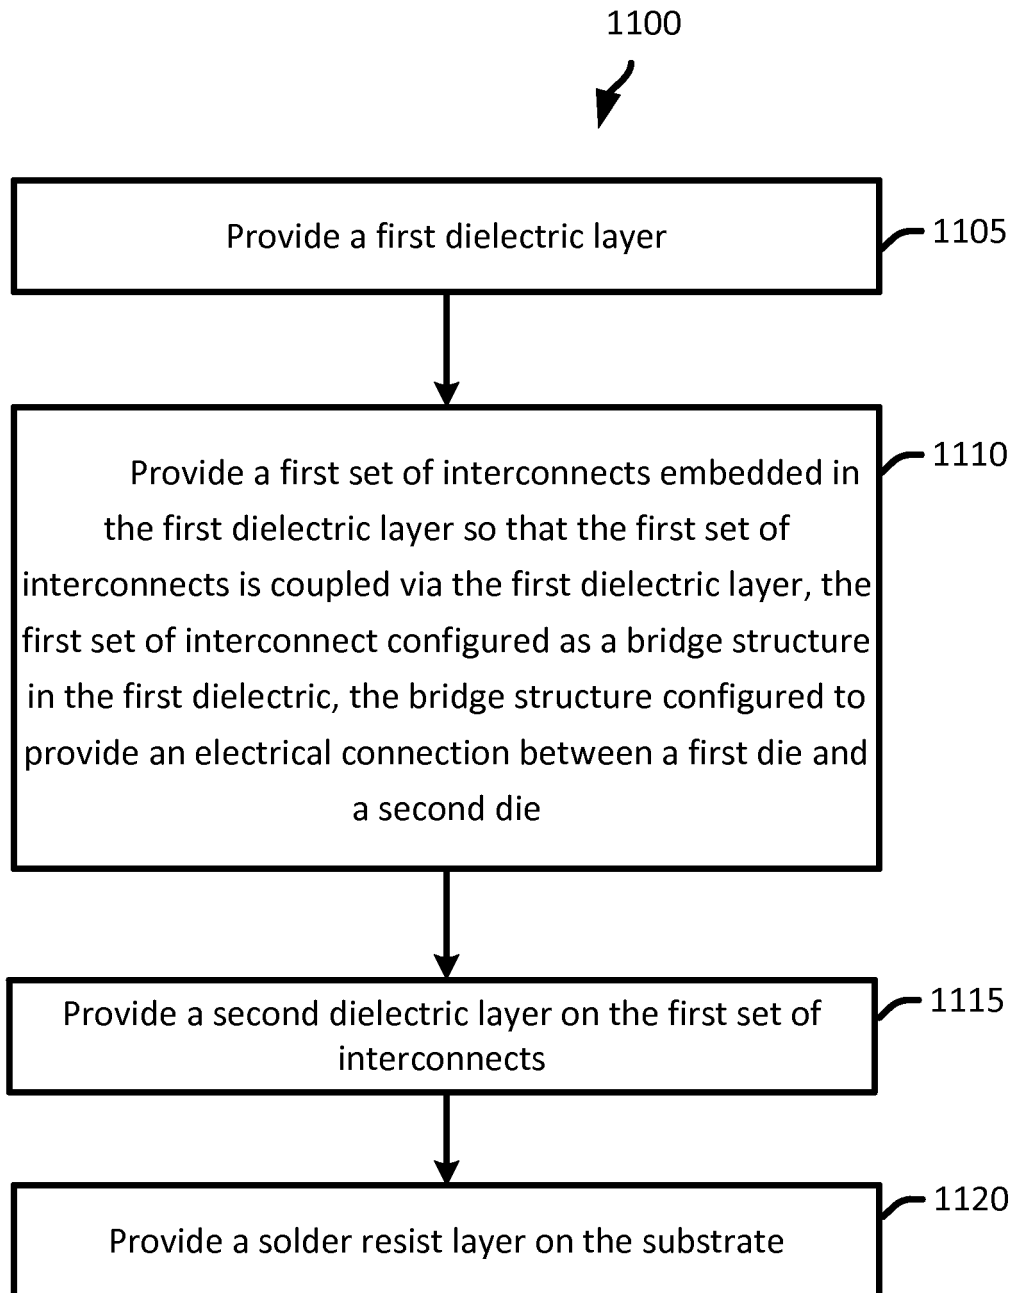 1100
Provide a first dielectric layer
1105
Provide a first set of interconnects embedded in
the first dielectric layer so that the first set of
interconnects is coupled via the first dielectric layer, the
first set of interconnect configured as a bridge structure
in the first dielectric, the bridge structure configured to
provide an electrical connection between a first die and
a second die
1110
Provide a second dielectric layer on the first set of
interconnects
1115
Provide a solder resist layer on the substrate
1120